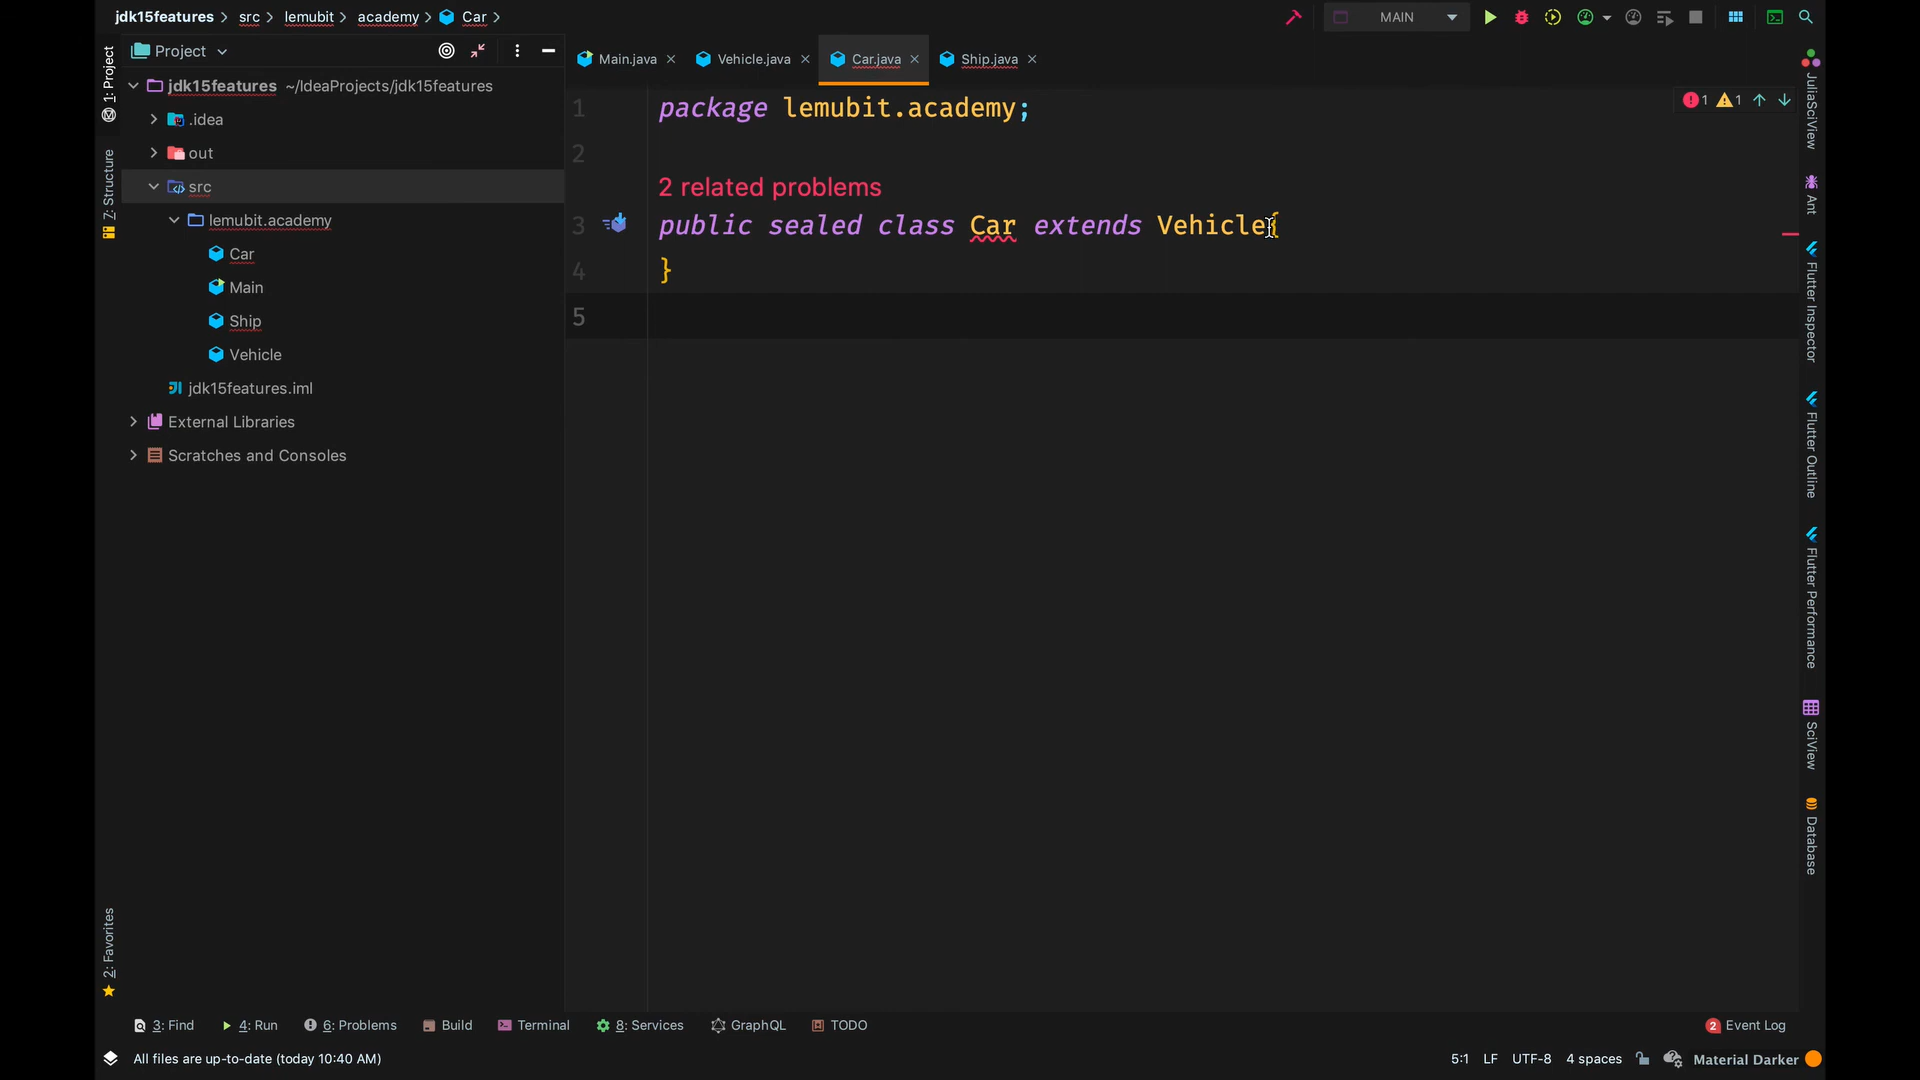 jdk15features > src > lemubit > academy > Car >
MAIN
1: Project
7: Structure
2: Favorites
Project
jdk15features ~/IdeaProjects/jdk15features
.idea
out
src
lemubit.academy
Car
Main
Ship
Vehicle
jdk15features.iml
External Libraries
Scratches and Consoles
Main.java
Vehicle.java
Car.java
Ship.java
1 package lemubit.academy;
2
2 related problems
3 public sealed class Car extends Vehicle{
4 }
5
1 1
JuliaSciView
Ant
Flutter Inspector
Flutter Outline
Flutter Performance
SciView
Database
3: Find
4: Run
6: Problems
Build
Terminal
8: Services
GraphQL
TODO
2 Event Log
All files are up-to-date (today 10:40 AM)
5:1 LF UTF-8 4 spaces Material Darker